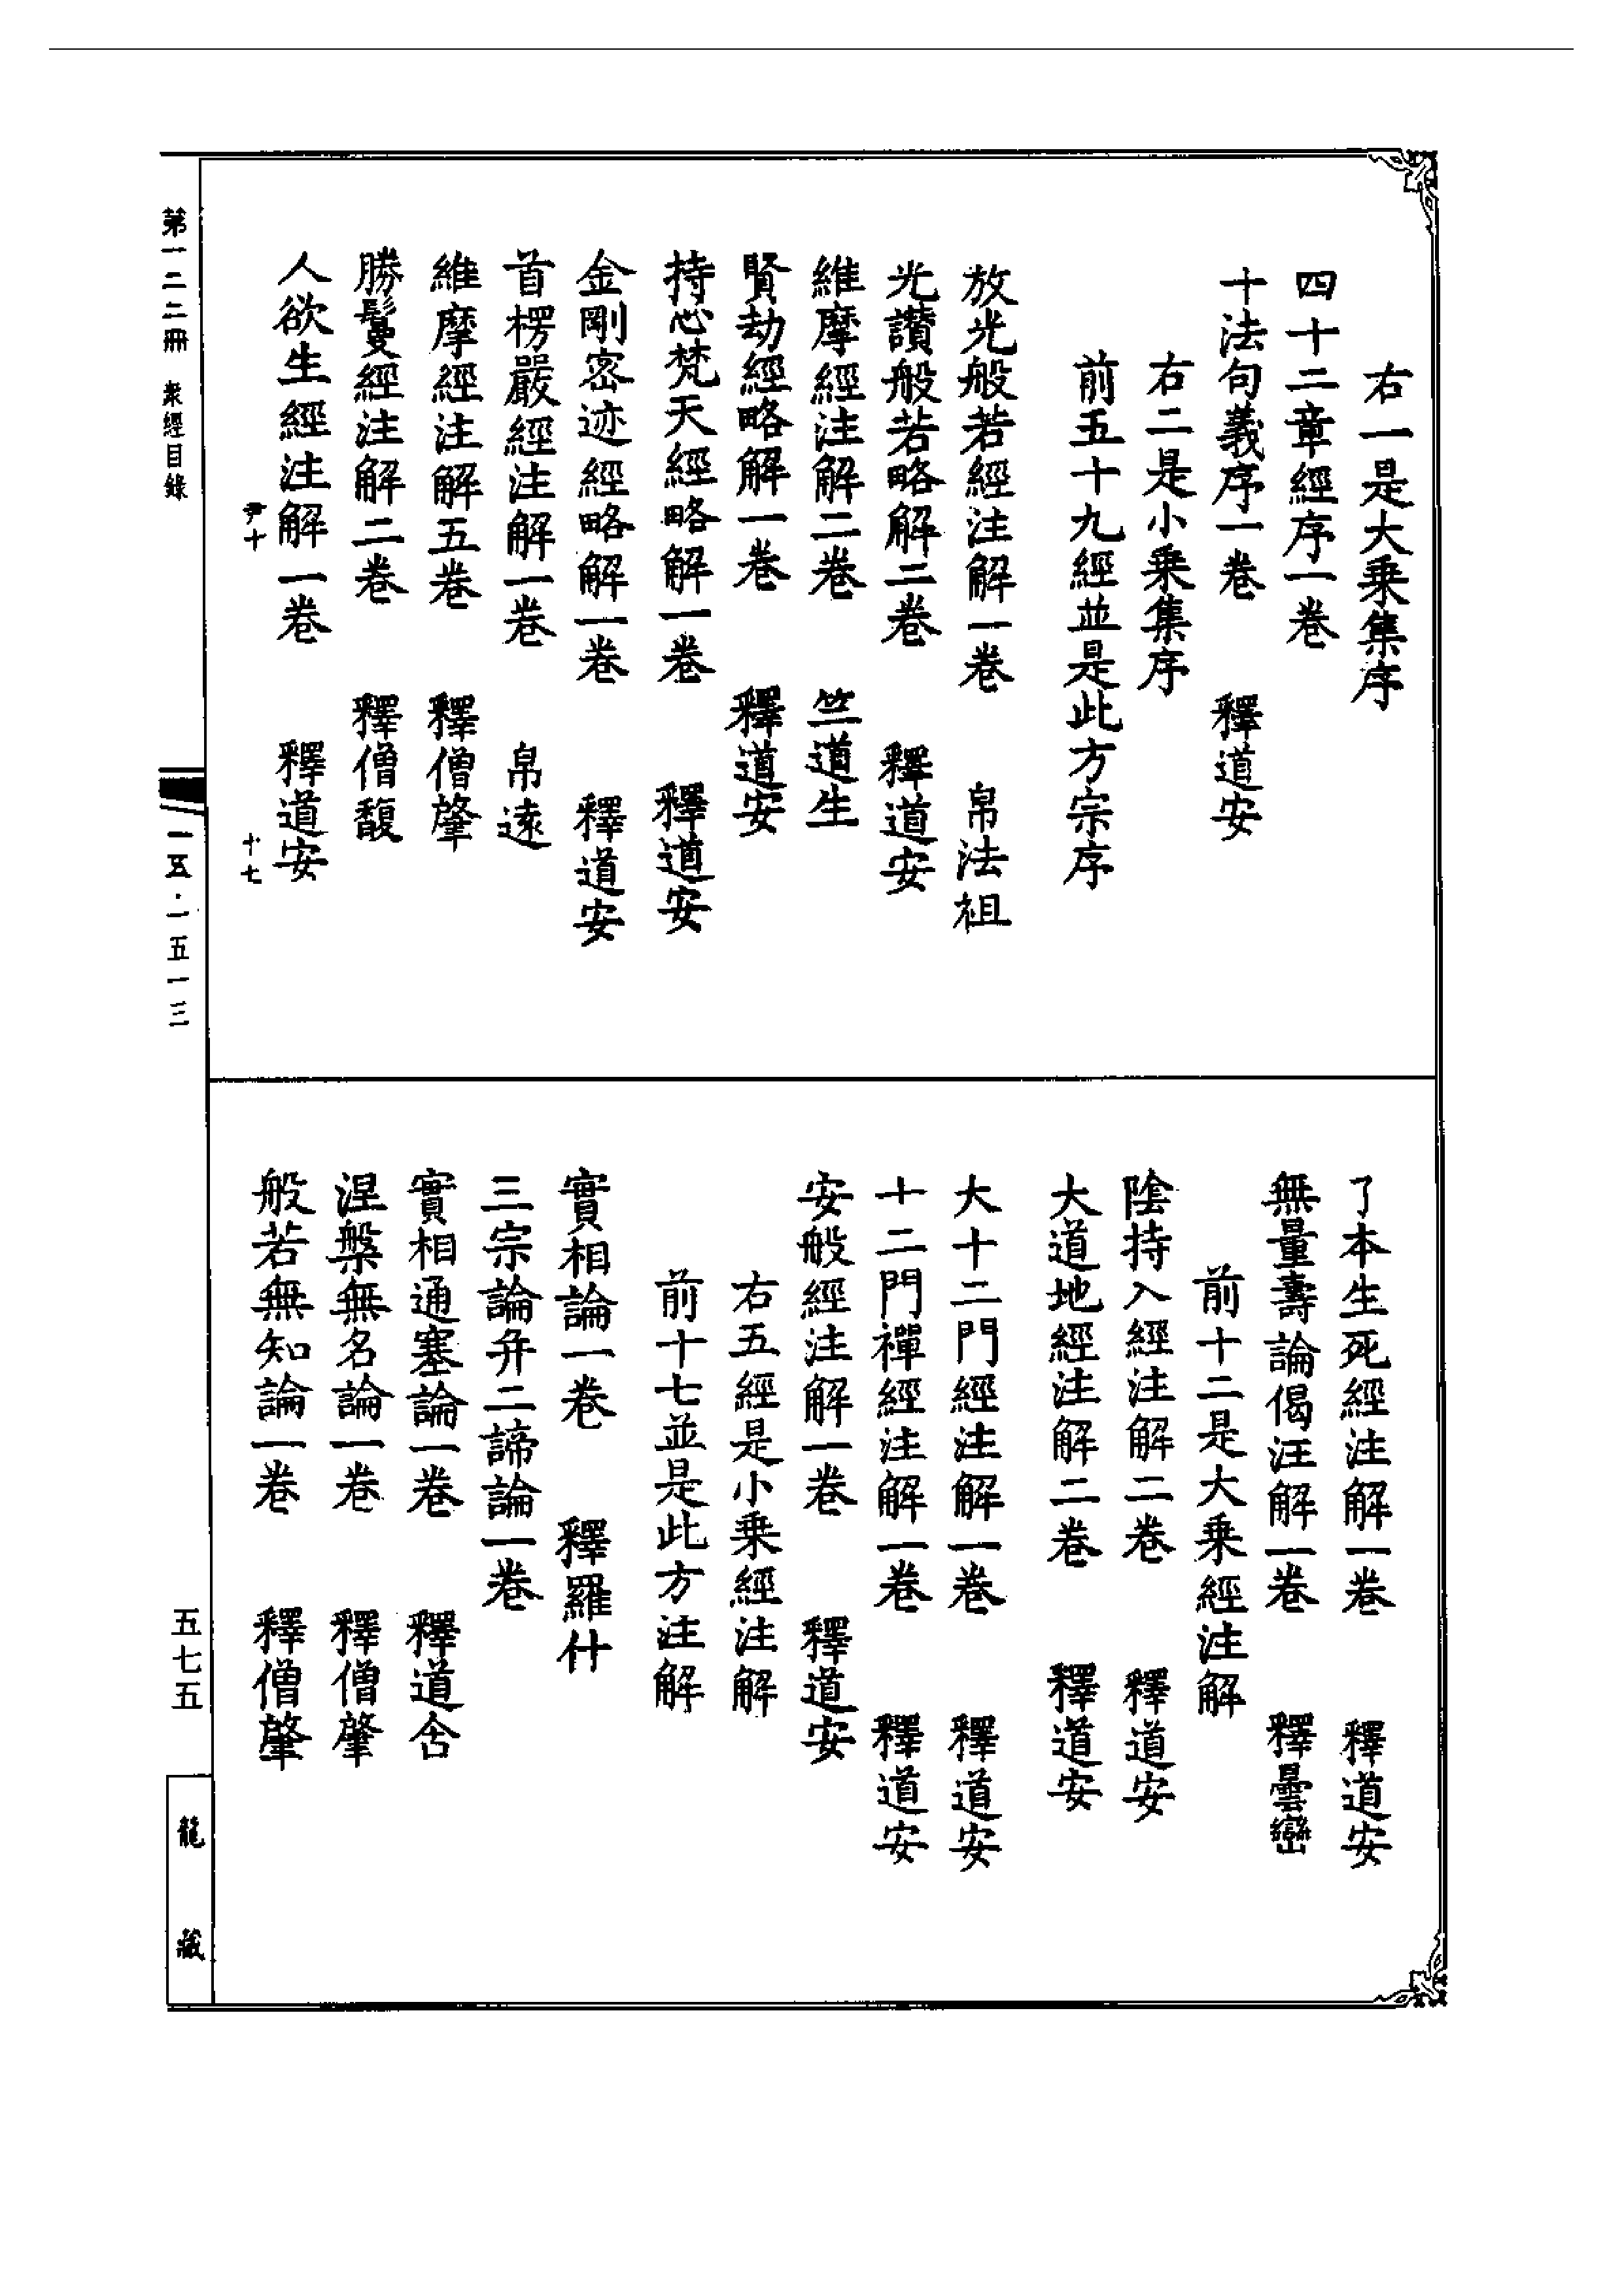 右一是大乘集序
四十二章經序一卷
十法句義序一卷　釋道安
右二是小乘集序
前五十九經並是此方宗序
放光般若經注解一卷　帛法祖
光讚般若略解二卷　釋道安
維摩經注解二卷　竺道生
賢劫經略解一卷　釋道安
持心梵天經略解一卷　釋道安
金剛密迹經略解一卷　釋道安
首楞嚴經注解一卷　帛遠
維摩經注解五卷　釋僧肇
勝鬘經注解二卷　釋僧馥
人欲生經注解一卷　釋道安
尹十　十七
了本生死經注解一卷　釋道安
無量壽論偈注解一卷　釋曇巒
前十二是大乘經注解
陰持入經注解二卷　釋道安
大道地經注解二卷　釋道安
大十二門經注解一卷　釋道安
十二門禪經注解一卷　釋道安
安般經注解一卷　釋道安
右五經是小乘經注解
前十七並是此方注解
實相論一卷　釋羅什
三宗論并二諦論一卷
實相通塞論一卷　釋道含
涅槃無名論一卷　釋僧肇
般若無知論一卷　釋僧肇
第一二二冊　衆經目錄
一五·一五一三
五七五
龍藏